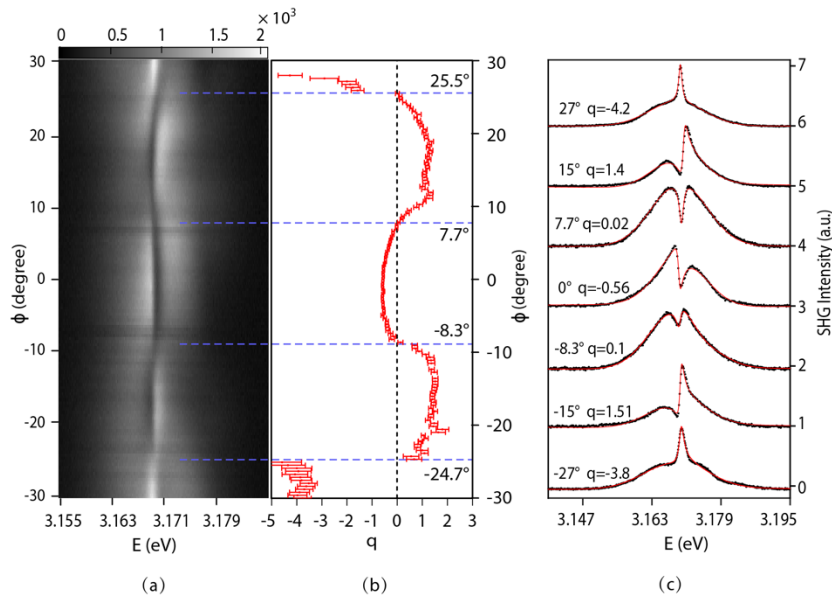 × 10³
0 0.5 1 1.5 2
30
20
10
0
-10
-20
-30
ϕ (degree)
3.155 3.163 3.171 3.179
E (eV)
(a)
25.5°
7.7°
-8.3°
-24.7°
30
20
10
0
-10
-20
-30
ϕ (degree)
-5 -4 -3 -2 -1 0 1 2 3
q
(b)
27° q=-4.2
15° q=1.4
7.7° q=0.02
0° q=-0.56
-8.3° q=0.1
-15° q=1.51
-27° q=-3.8
7
6
5
4
3
2
1
0
SHG Intensity (a.u.)
3.147 3.163 3.179 3.195
E (eV)
(c)